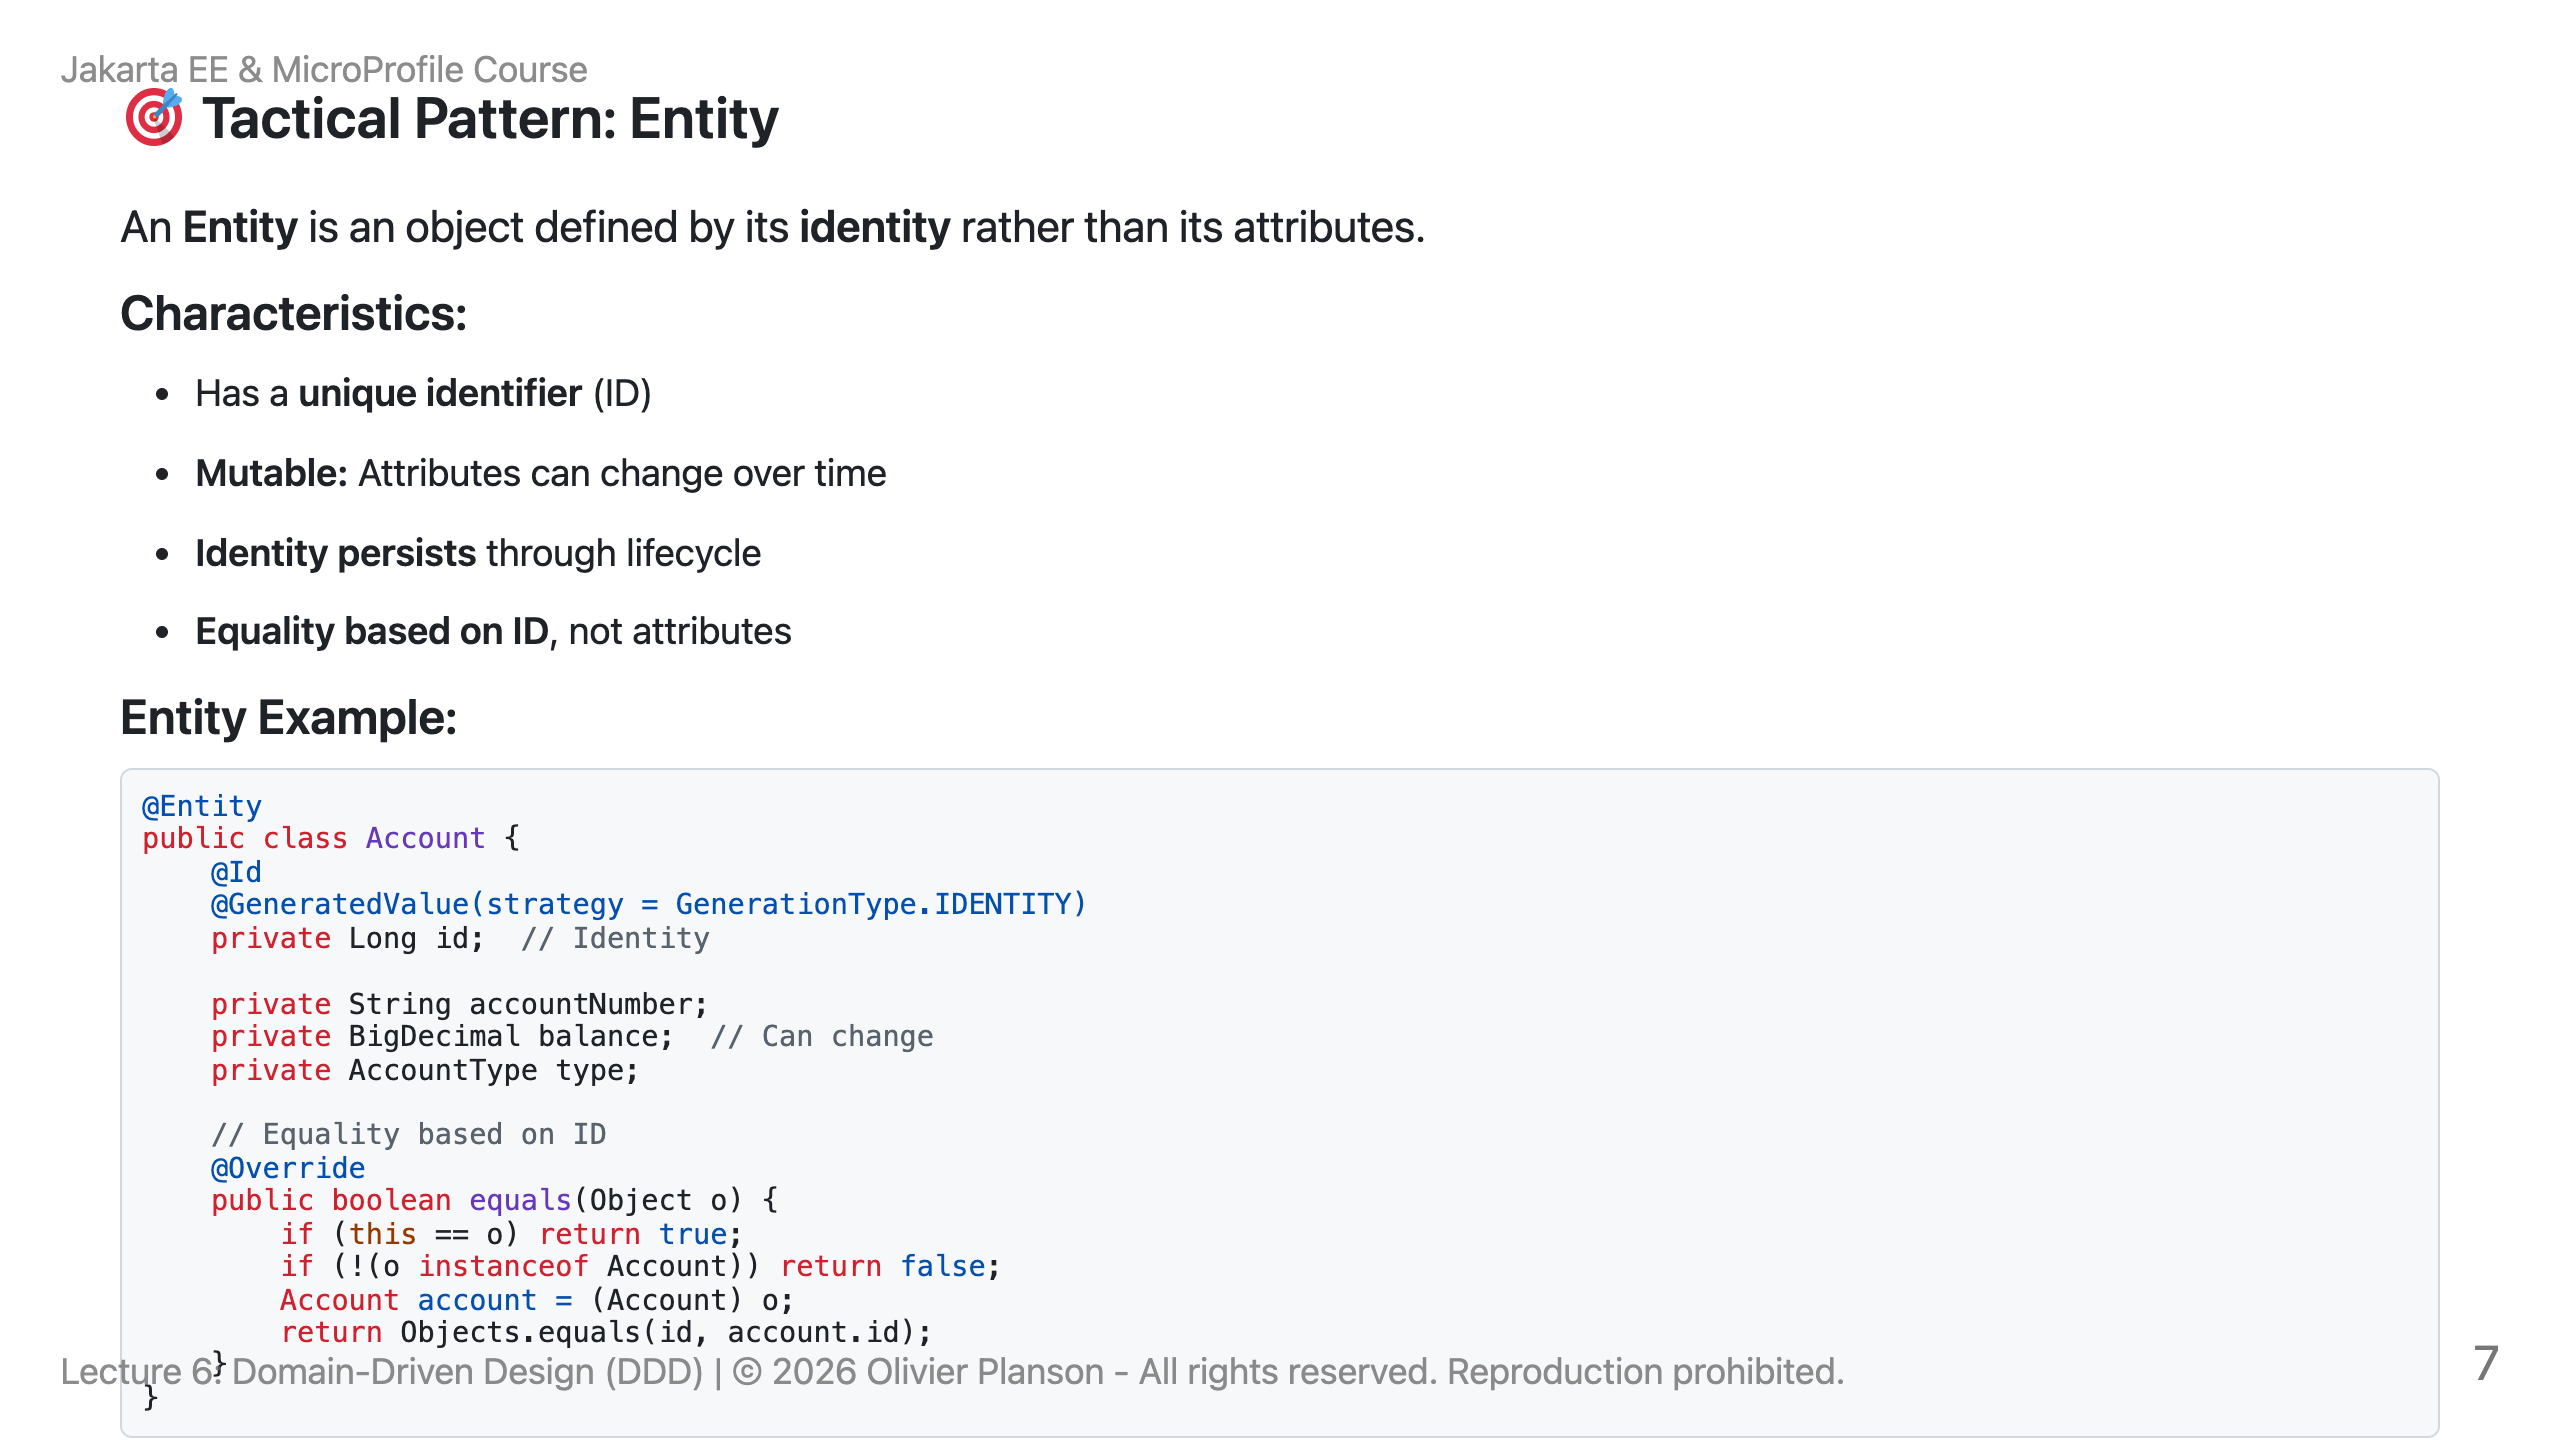 Jakarta EE & MicroProfile Course
🎯 Tactical Pattern: Entity
An Entity is an object defined by its identity rather than its attributes.
Characteristics:
• Has a unique identifier (ID)
• Mutable: Attributes can change over time
• Identity persists through lifecycle
• Equality based on ID, not attributes
Entity Example:
@Entity
public class Account {
    @Id
    @GeneratedValue(strategy = GenerationType.IDENTITY)
    private Long id;  // Identity

    private String accountNumber;
    private BigDecimal balance;  // Can change
    private AccountType type;

    // Equality based on ID
    @Override
    public boolean equals(Object o) {
        if (this == o) return true;
        if (!(o instanceof Account)) return false;
        Account account = (Account) o;
        return Objects.equals(id, account.id);
    }
}
Lecture 6: Domain-Driven Design (DDD) | © 2026 Olivier Planson - All rights reserved. Reproduction prohibited.
7